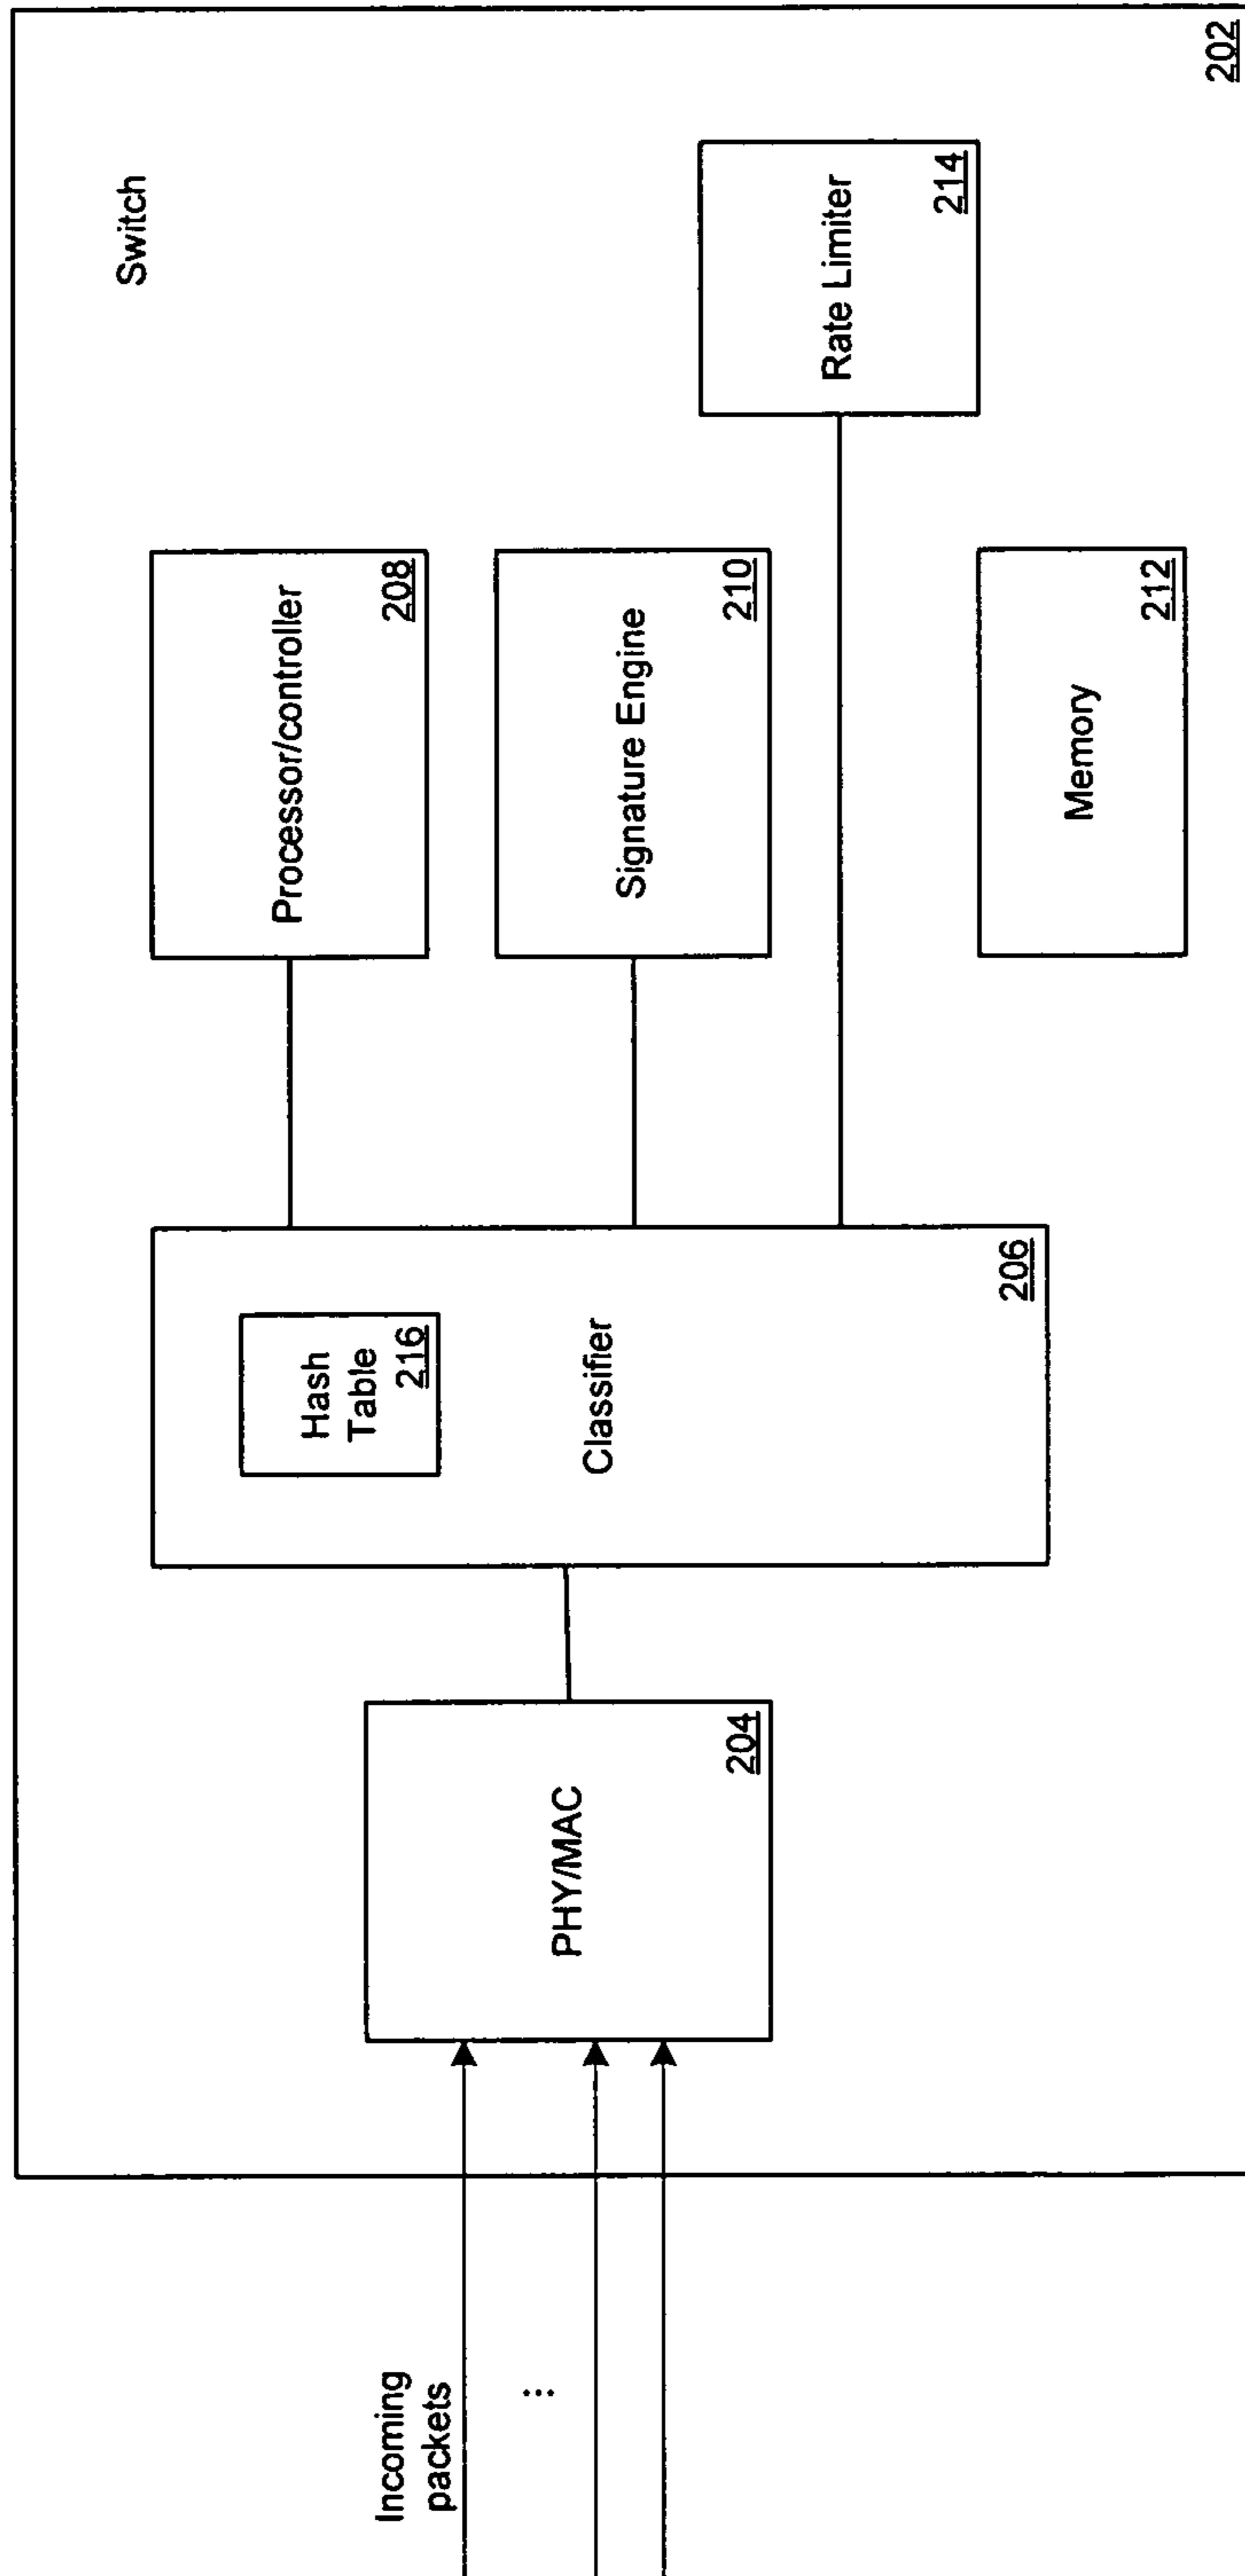 Switch
202
Incoming
packets
...
PHY/MAC
204
Hash
Table
216
Classifier
206
Processor/controller
208
Signature Engine
210
Memory
212
Rate Limiter
214